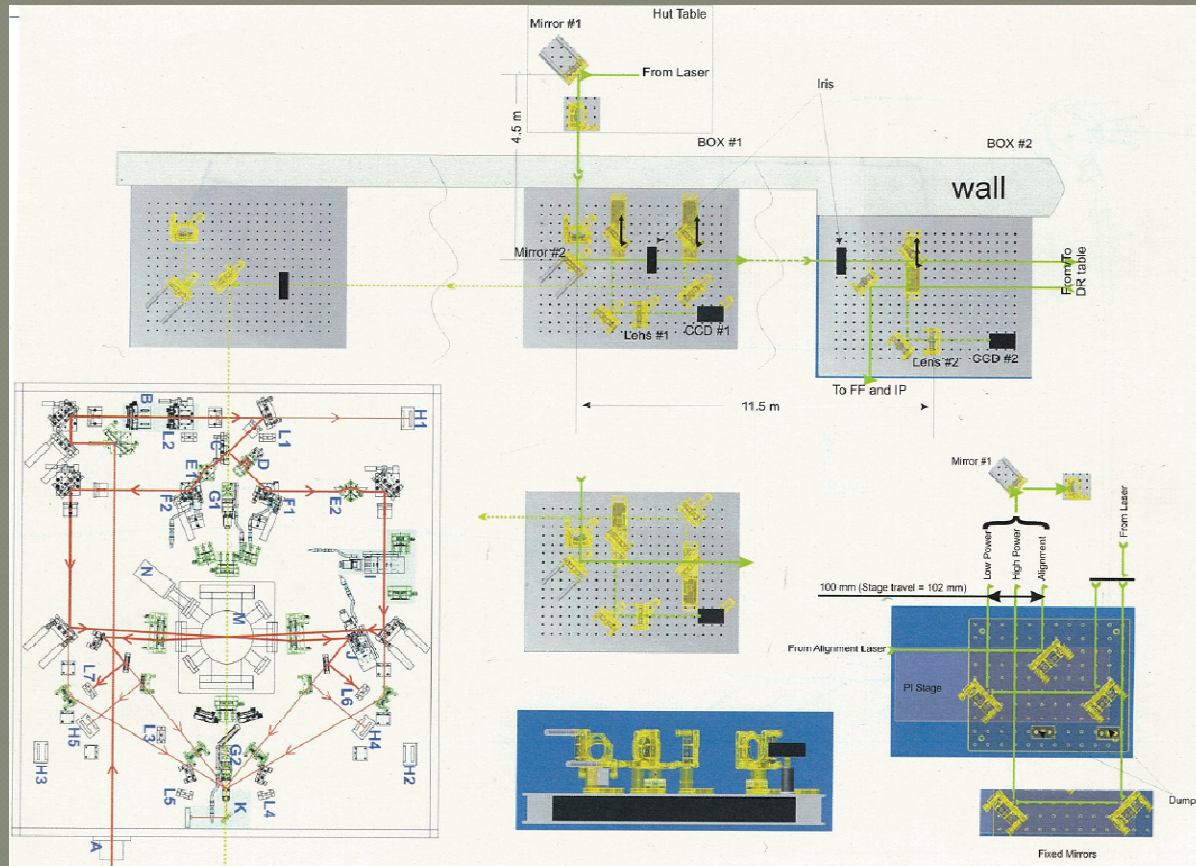 Mirror #1
Hut Table
From Laser
4.5 m
Iris
BOX #1
BOX #2
wall
Mirror #2
Lens #1
CCD #1
Lens #2
CCD #2
From/To
DR table
To FF and IP
11.5 m
B
L2
L1
H1
C
D
E1
E2
F2
G1
F1
I
N
M
J
L7
L6
H5
L3
H4
H3
G2
H2
L5
K
L4
A
Mirror #1
Low Power
High Power
Alignment
From Laser
100 mm (Stage travel = 102 mm)
From Alignment Laser
PI Stage
Dump
Fixed Mirrors